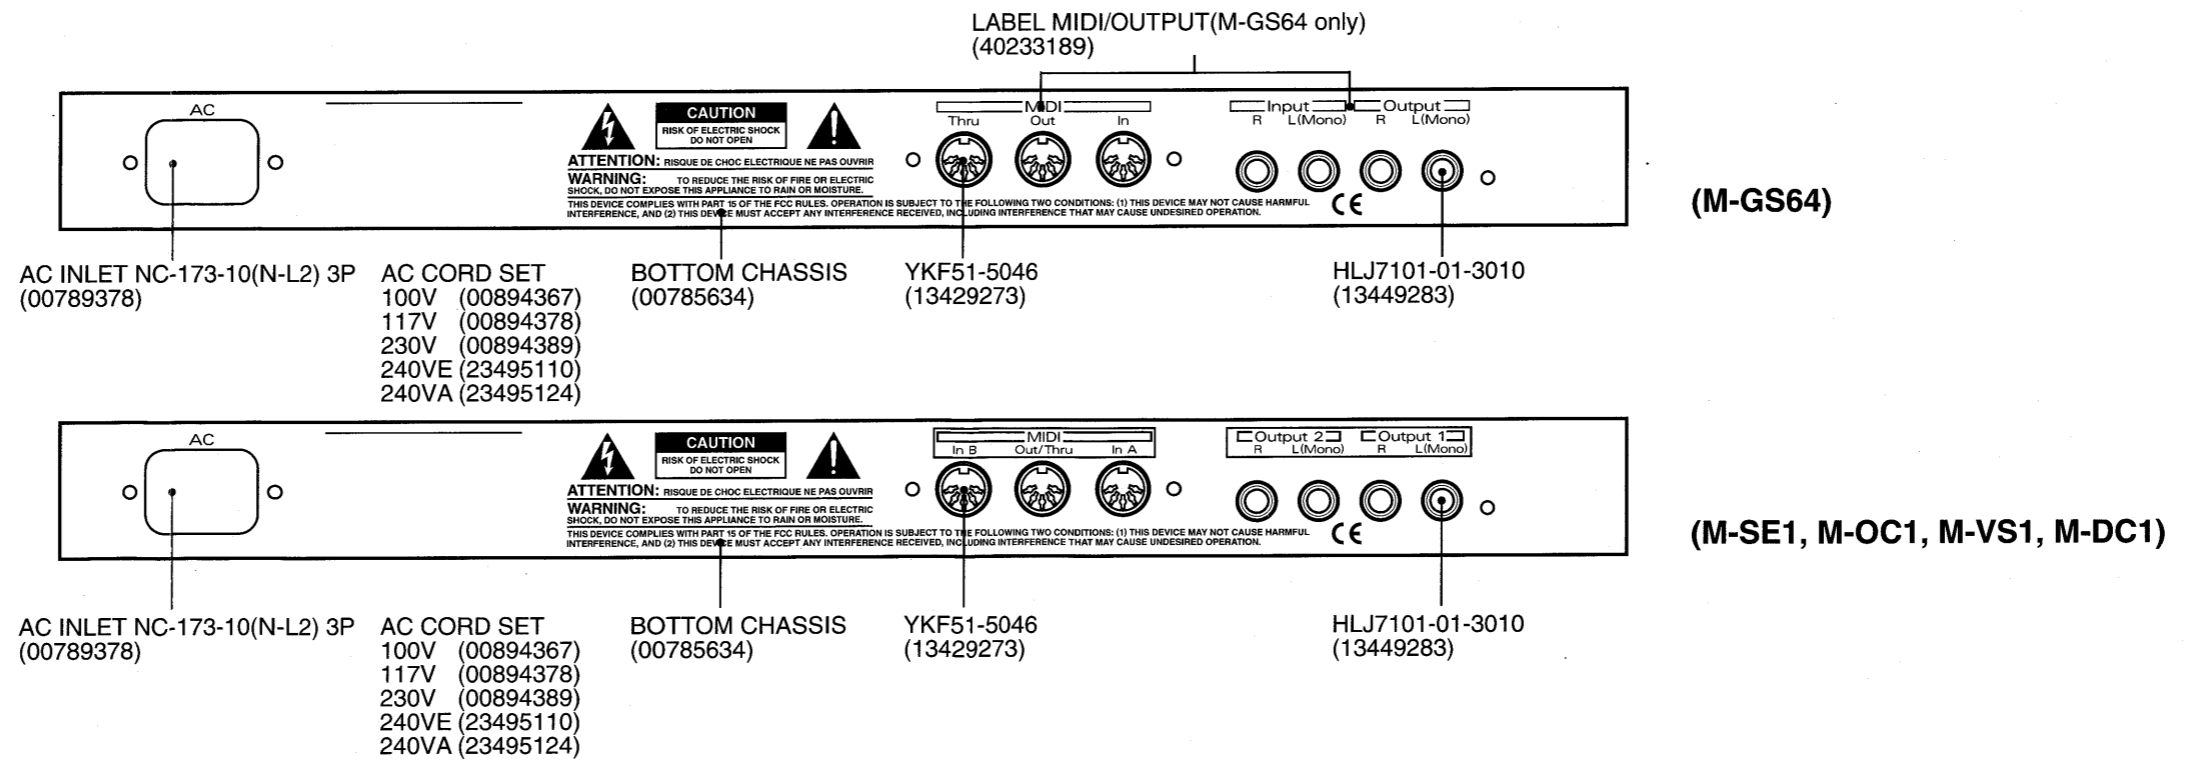 LABEL MIDI/OUTPUT(M-GS64 only)
(40233189)
AC
CAUTION
RISK OF ELECTRIC SHOCK
DO NOT OPEN
ATTENTION: RISQUE DE CHOC ELECTRIQUE NE PAS OUVRIR
WARNING: TO REDUCE THE RISK OF FIRE OR ELECTRIC
SHOCK, DO NOT EXPOSE THIS APPLIANCE TO RAIN OR MOISTURE.
THIS DEVICE COMPLIES WITH PART 15 OF THE FCC RULES. OPERATION IS SUBJECT TO THE FOLLOWING TWO CONDITIONS: (1) THIS DEVICE MAY NOT CAUSE HARMFUL
INTERFERENCE, AND (2) THIS DEVICE MUST ACCEPT ANY INTERFERENCE RECEIVED, INCLUDING INTERFERENCE THAT MAY CAUSE UNDESIRED OPERATION.
MIDI
Thru Out In
Input Output
R L(Mono) R L(Mono)
CE
(M-GS64)
AC INLET NC-173-10(N-L2) 3P
(00789378)
AC CORD SET
100V (00894367)
117V (00894378)
230V (00894389)
240VE (23495110)
240VA (23495124)
BOTTOM CHASSIS
(00785634)
YKF51-5046
(13429273)
HLJ7101-01-3010
(13449283)
AC
CAUTION
RISK OF ELECTRIC SHOCK
DO NOT OPEN
ATTENTION: RISQUE DE CHOC ELECTRIQUE NE PAS OUVRIR
WARNING: TO REDUCE THE RISK OF FIRE OR ELECTRIC
SHOCK, DO NOT EXPOSE THIS APPLIANCE TO RAIN OR MOISTURE.
THIS DEVICE COMPLIES WITH PART 15 OF THE FCC RULES. OPERATION IS SUBJECT TO THE FOLLOWING TWO CONDITIONS: (1) THIS DEVICE MAY NOT CAUSE HARMFUL
INTERFERENCE, AND (2) THIS DEVICE MUST ACCEPT ANY INTERFERENCE RECEIVED, INCLUDING INTERFERENCE THAT MAY CAUSE UNDESIRED OPERATION.
MIDI
In B Out/Thru In A
Output 2 Output 1
R L(Mono) R L(Mono)
CE
(M-SE1, M-OC1, M-VS1, M-DC1)
AC INLET NC-173-10(N-L2) 3P
(00789378)
AC CORD SET
100V (00894367)
117V (00894378)
230V (00894389)
240VE (23495110)
240VA (23495124)
BOTTOM CHASSIS
(00785634)
YKF51-5046
(13429273)
HLJ7101-01-3010
(13449283)